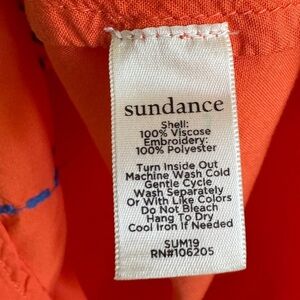 sundance
Shell:
100% Viscose
Embroidery:
100% Polyester
Turn Inside Out
Machine Wash Cold
Gentle Cycle
Wash Separately
Or With Like Colors
Do Not Bleach
Hang To Dry
Cool Iron If Needed
SUM19
RN#106205